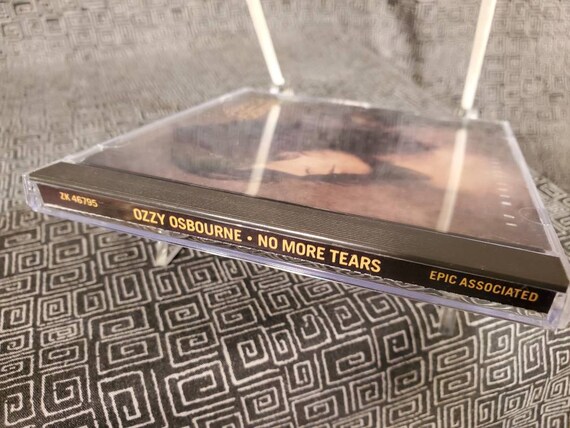 ZK 46795 OZZY OSBOURNE • NO MORE TEARS EPIC ASSOCIATED